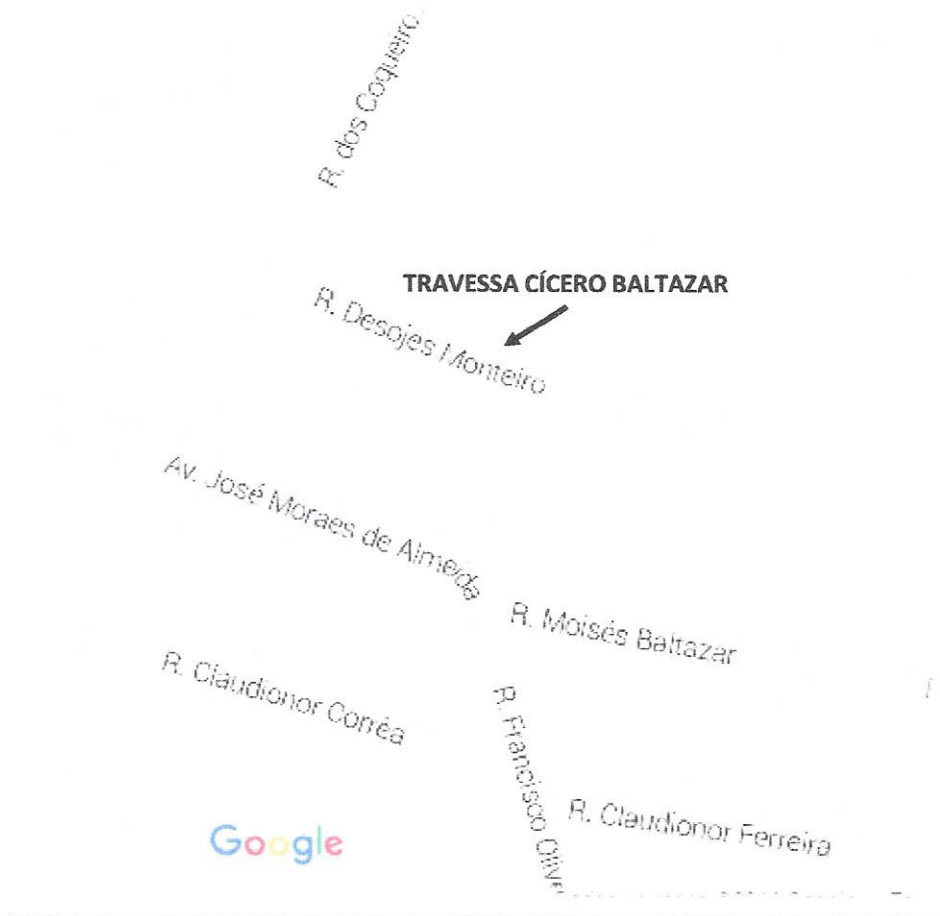 R. dos Coqueiro
TRAVESSA CÍCERO BALTAZAR
R. Desojes Monteiro
Av. José Moraes de Almeida
R. Moisés Baltazar
R. Claudionor Corrêa
R. Francisco Olive
R. Claudionor Ferreira
Google